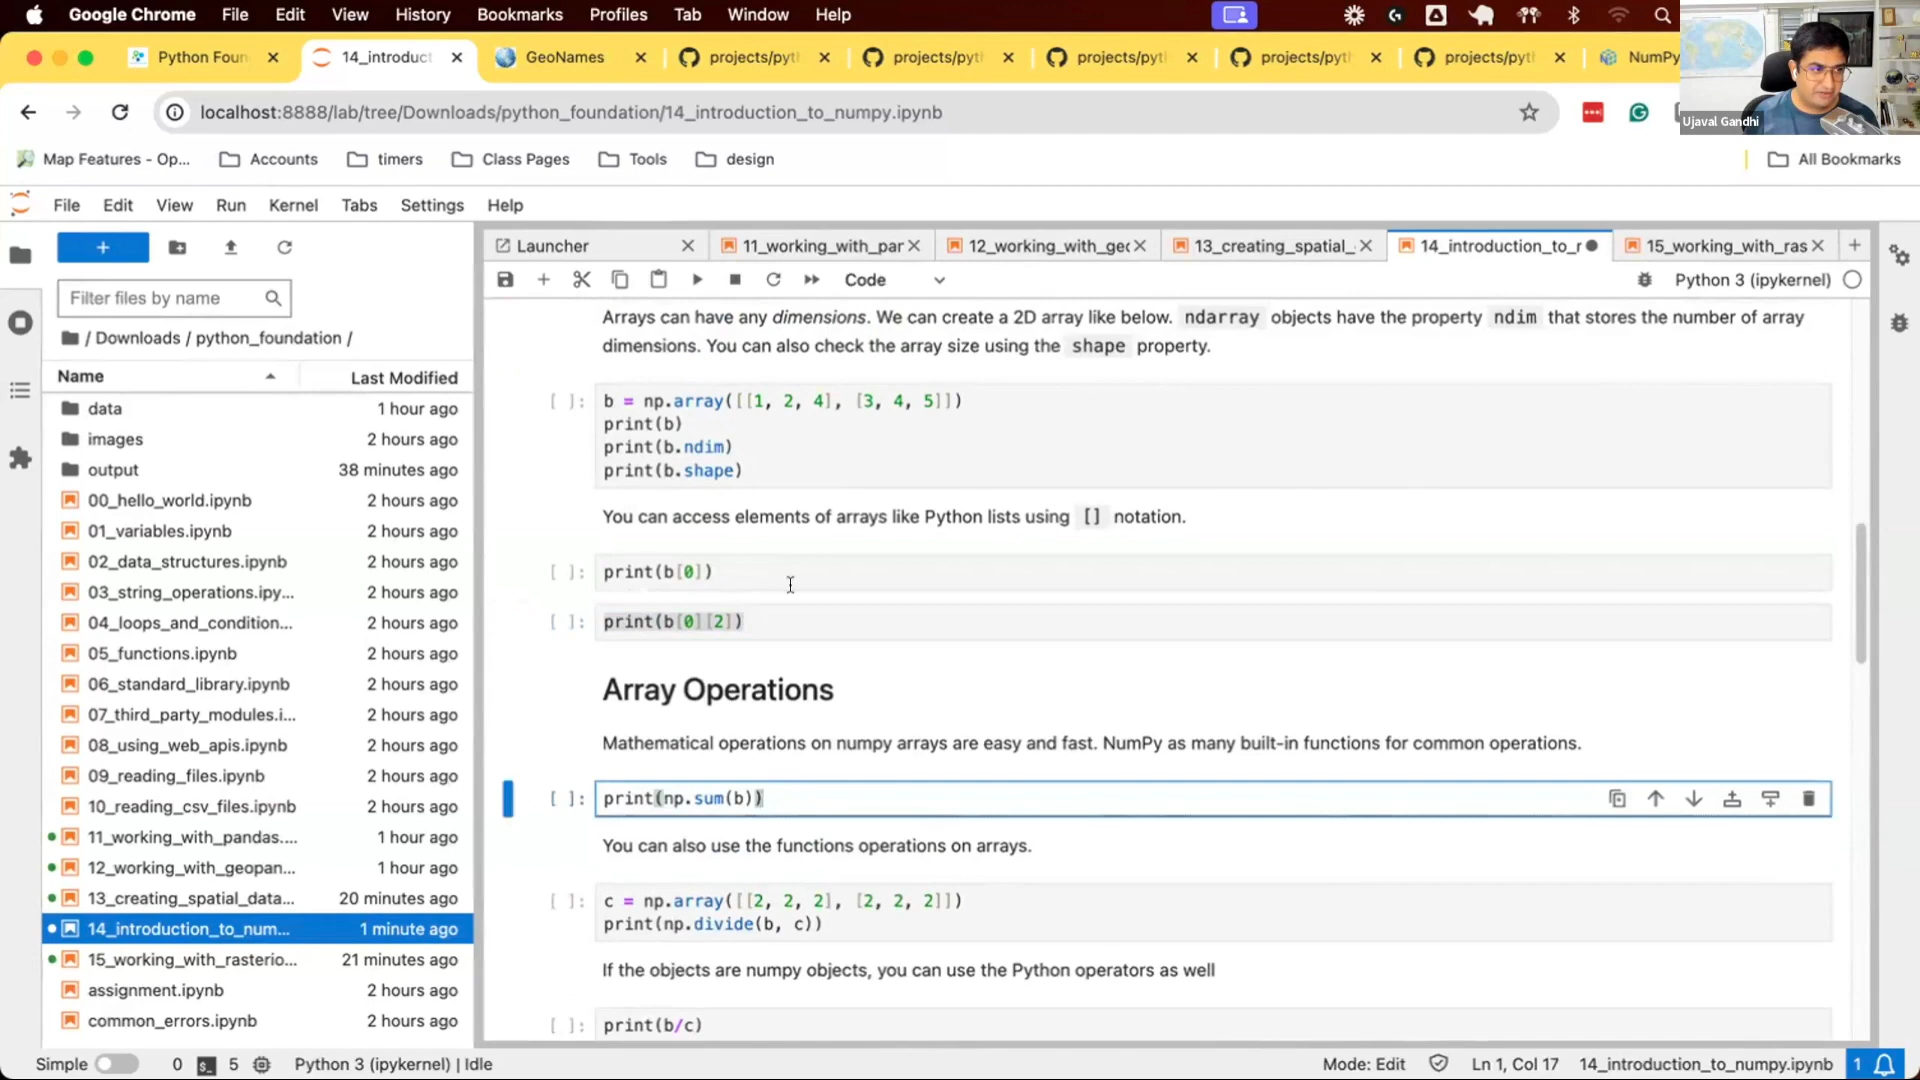 Google Chrome File Edit View History Bookmarks Profiles Tab Window Help
Python Foun 14_introduct GeoNames projects/pyth projects/pyth projects/pyth projects/pyth projects/pyth NumPy
localhost:8888/lab/tree/Downloads/python_foundation/14_introduction_to_numpy.ipynb
Ujaval Gandhi
Map Features - Op... Accounts timers Class Pages Tools design All Bookmarks
File Edit View Run Kernel Tabs Settings Help
Launcher 11_working_with_par 12_working_with_geo 13_creating_spatial_ 14_introduction_to_r 15_working_with_ras
Code Python 3 (ipykernel)
Filter files by name
/ Downloads / python_foundation /
Name Last Modified
data 1 hour ago
images 2 hours ago
output 38 minutes ago
00_hello_world.ipynb 2 hours ago
01_variables.ipynb 2 hours ago
02_data_structures.ipynb 2 hours ago
03_string_operations.ipy... 2 hours ago
04_loops_and_condition... 2 hours ago
05_functions.ipynb 2 hours ago
06_standard_library.ipynb 2 hours ago
07_third_party_modules.i... 2 hours ago
08_using_web_apis.ipynb 2 hours ago
09_reading_files.ipynb 2 hours ago
10_reading_csv_files.ipynb 2 hours ago
11_working_with_pandas.... 1 hour ago
12_working_with_geopan... 1 hour ago
13_creating_spatial_data... 20 minutes ago
14_introduction_to_num... 1 minute ago
15_working_with_rasterio... 21 minutes ago
assignment.ipynb 2 hours ago
common_errors.ipynb 2 hours ago
Arrays can have any dimensions. We can create a 2D array like below. ndarray objects have the property ndim that stores the number of array
dimensions. You can also check the array size using the shape property.
[ ]: b = np.array([[1, 2, 4], [3, 4, 5]])
print(b)
print(b.ndim)
print(b.shape)
You can access elements of arrays like Python lists using [] notation.
[ ]: print(b[0])
[ ]: print(b[0][2])
Array Operations
Mathematical operations on numpy arrays are easy and fast. NumPy as many built-in functions for common operations.
[ ]: print(np.sum(b))
You can also use the functions operations on arrays.
[ ]: c = np.array([[2, 2, 2], [2, 2, 2]])
print(np.divide(b, c))
If the objects are numpy objects, you can use the Python operators as well
[ ]: print(b/c)
Simple 0 5 Python 3 (ipykernel) | Idle Mode: Edit Ln 1, Col 17 14_introduction_to_numpy.ipynb 1